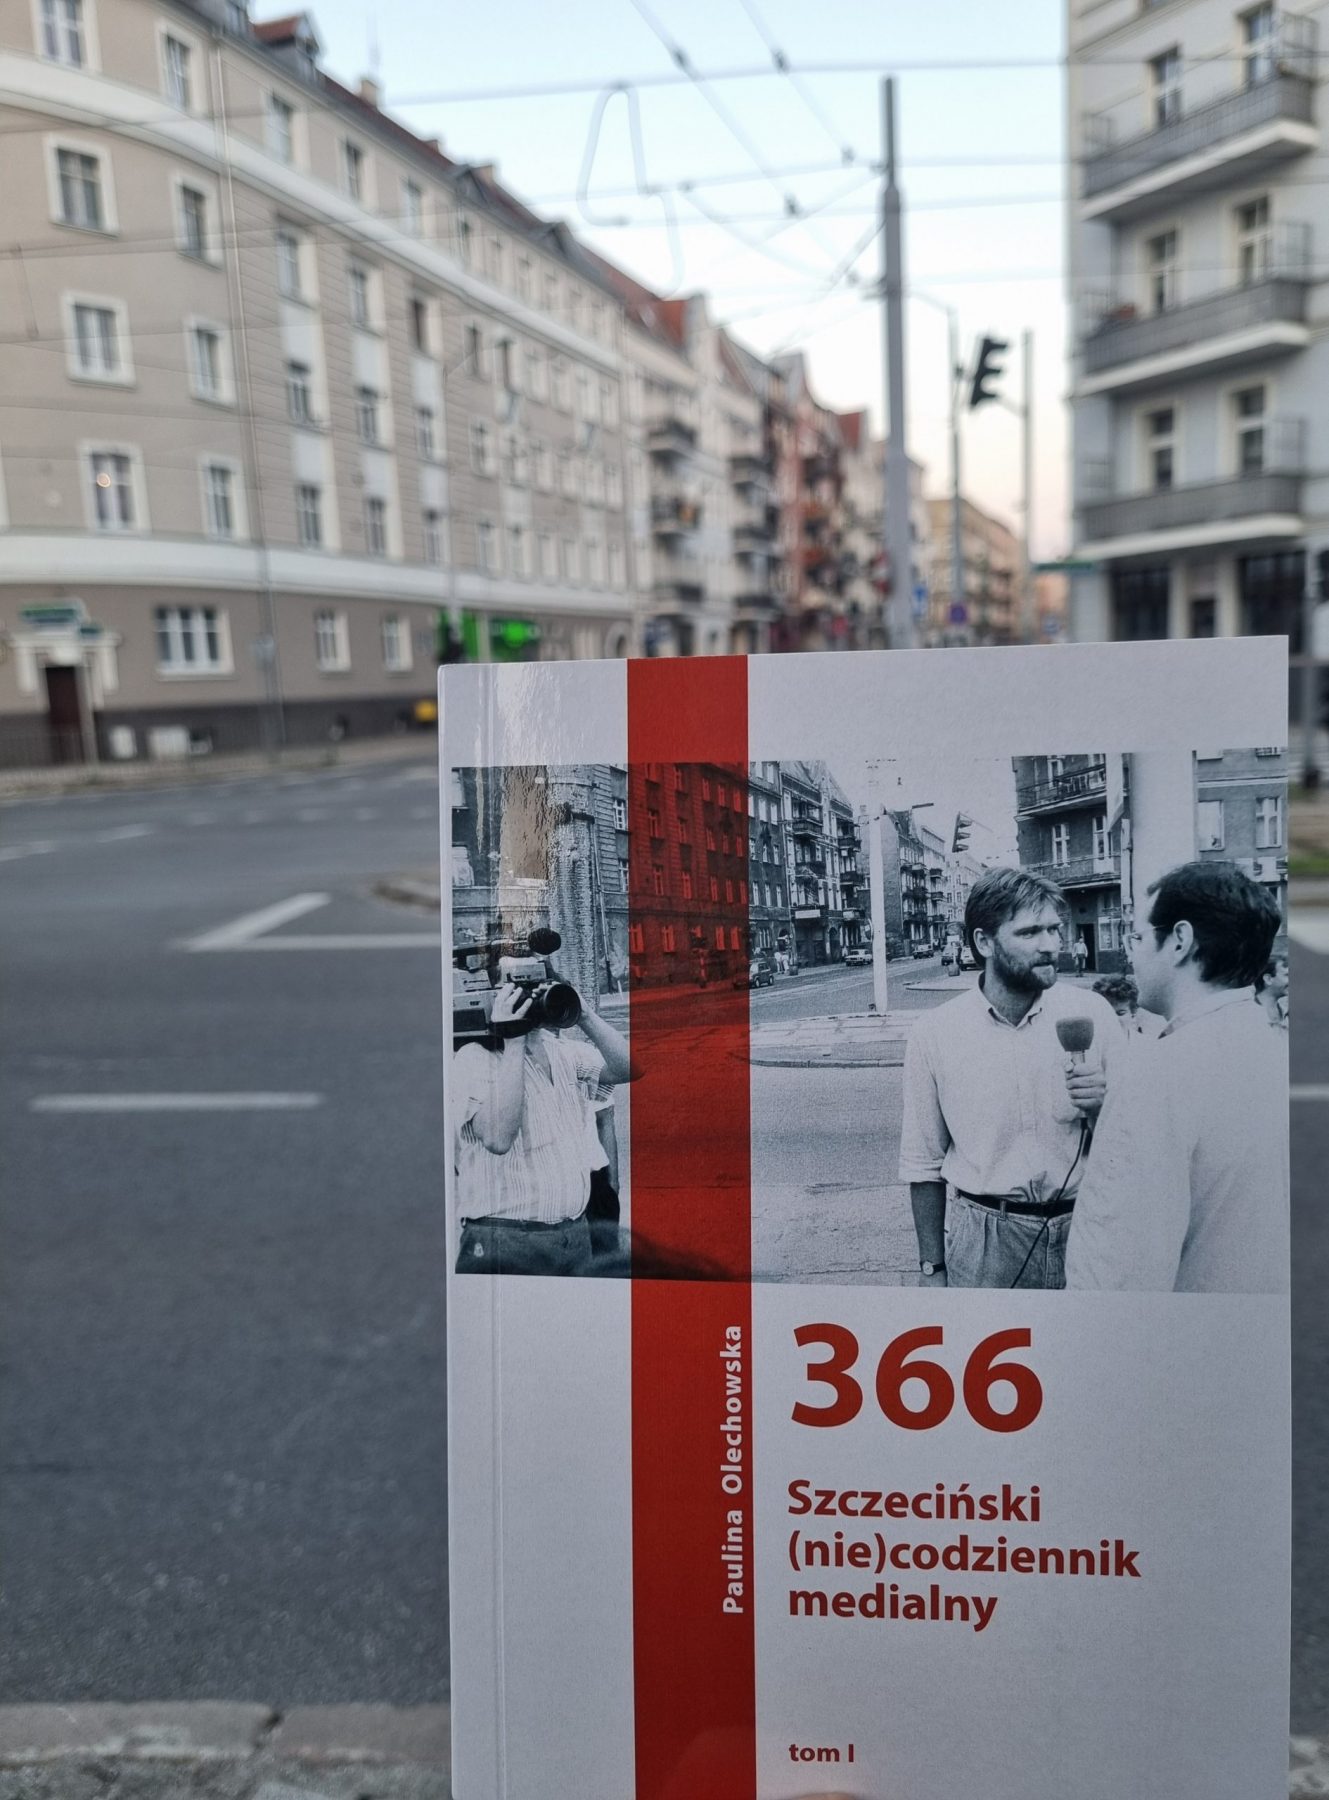 Paulina Olechowska
366
Szczeciński
(nie)codziennik
medialny
tom I